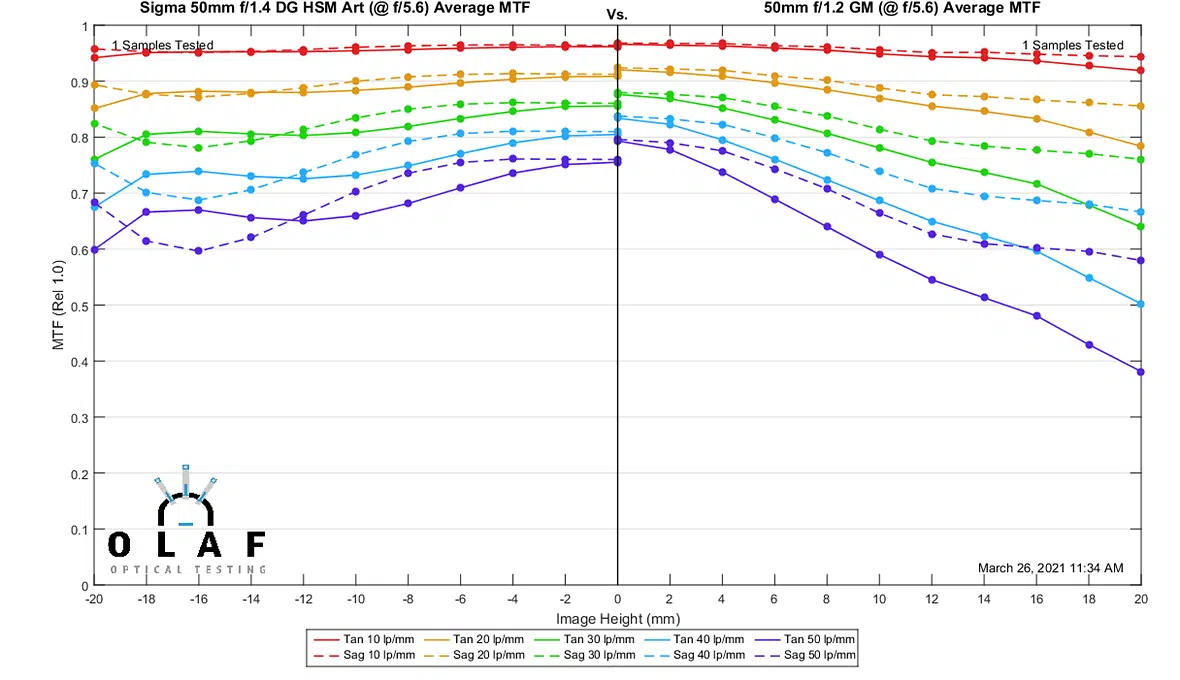 Sigma 50mm f/1.4 DG HSM Art (@ f/5.6) Average MTF
Vs.
50mm f/1.2 GM (@ f/5.6) Average MTF
1 Samples Tested
1 Samples Tested
1
0.9
0.8
0.7
0.6
0.5
0.4
0.3
0.2
0.1
0
MTF (Rel 1.0)
OLAF
OPTICAL TESTING
March 26, 2021 11:34 AM
-20 -18 -16 -14 -12 -10 -8 -6 -4 -2 0 2 4 6 8 10 12 14 16 18 20
Image Height (mm)
Tan 10 lp/mm Tan 20 lp/mm Tan 30 lp/mm Tan 40 lp/mm Tan 50 lp/mm
Sag 10 lp/mm Sag 20 lp/mm Sag 30 lp/mm Sag 40 lp/mm Sag 50 lp/mm